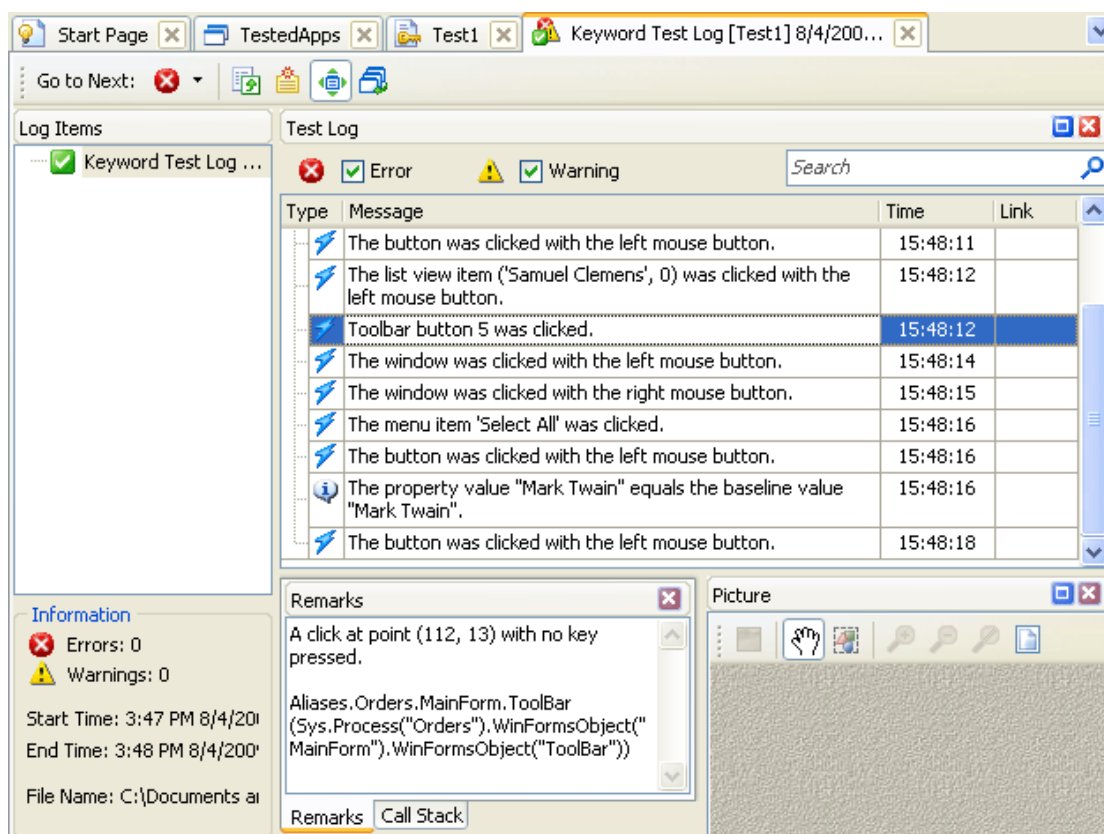 Start Page TestedApps Test1 Keyword Test Log [Test1] 8/4/200...
Go to Next:
Log Items
Keyword Test Log ...
Test Log
Error Warning Search
Type Message Time Link
The button was clicked with the left mouse button. 15:48:11
The list view item ('Samuel Clemens', 0) was clicked with the 15:48:12
left mouse button.
Toolbar button 5 was clicked. 15:48:12
The window was clicked with the left mouse button. 15:48:14
The window was clicked with the right mouse button. 15:48:15
The menu item 'Select All' was clicked. 15:48:16
The button was clicked with the left mouse button. 15:48:16
The property value "Mark Twain" equals the baseline value 15:48:16
"Mark Twain".
The button was clicked with the left mouse button. 15:48:18
Information
Errors: 0
Warnings: 0
Start Time: 3:47 PM 8/4/20
End Time: 3:48 PM 8/4/200
File Name: C:\Documents a
Remarks
A click at point (112, 13) with no key
pressed.
Aliases.Orders.MainForm.ToolBar
(Sys.Process("Orders").WinFormsObject("
MainForm").WinFormsObject("ToolBar"))
Remarks Call Stack
Picture